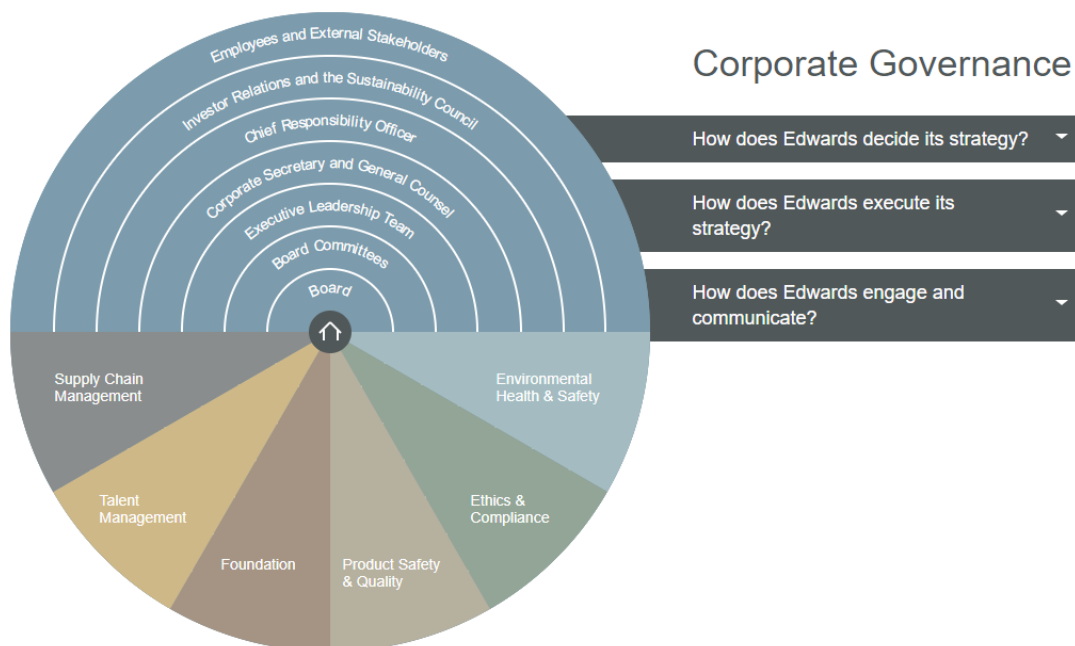 Employees and External Stakeholders
Investor Relations and the Sustainability Council
Chief Responsibility Officer
Corporate Secretary and General Counsel
Executive Leadership Team
Board Committees
Board
Supply Chain
Management
Talent
Management
Foundation
Product Safety
& Quality
Ethics &
Compliance
Environmental
Health & Safety
Corporate Governance
How does Edwards decide its strategy?
How does Edwards execute its
strategy?
How does Edwards engage and
communicate?